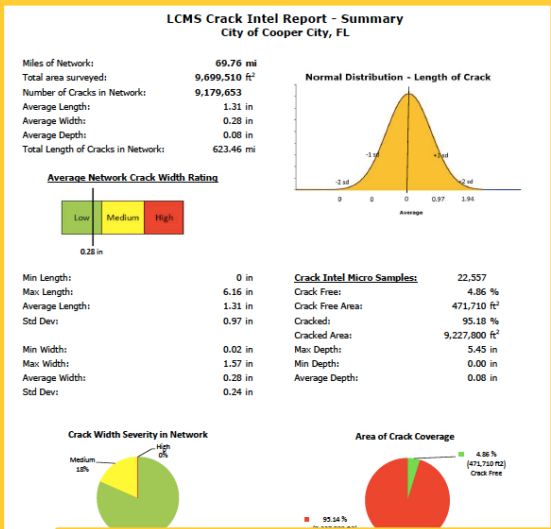 LCMS Crack Intel Report - Summary
City of Cooper City, FL
Miles of Network: 69.76 mi
Total area surveyed: 9,699,510 ft²
Number of Cracks in Network: 9,179,653
Average Length: 1.31 in
Average Width: 0.28 in
Average Depth: 0.08 in
Total Length of Cracks in Network: 623.46 mi
Normal Distribution - Length of Crack
-1 sd +1 sd
-2 sd +2 sd
0 0 0 0.97 1.94
Average
Average Network Crack Width Rating
Low Medium High
0.28 in
Min Length: 0 in
Max Length: 6.16 in
Average Length: 1.31 in
Std Dev: 0.97 in
Min Width: 0.02 in
Max Width: 1.57 in
Average Width: 0.28 in
Std Dev: 0.24 in
Crack Intel Micro Samples: 22,557
Crack Free: 4.86 %
Crack Free Area: 471,710 ft²
Cracked: 95.18 %
Cracked Area: 9,227,800 ft²
Max Depth: 5.45 in
Min Depth: 0.00 in
Average Depth: 0.08 in
Crack Width Severity in Network
High
0%
Medium
18%
Area of Crack Coverage
4.86 %
(471,710 ft2)
Crack Free
95.14 %